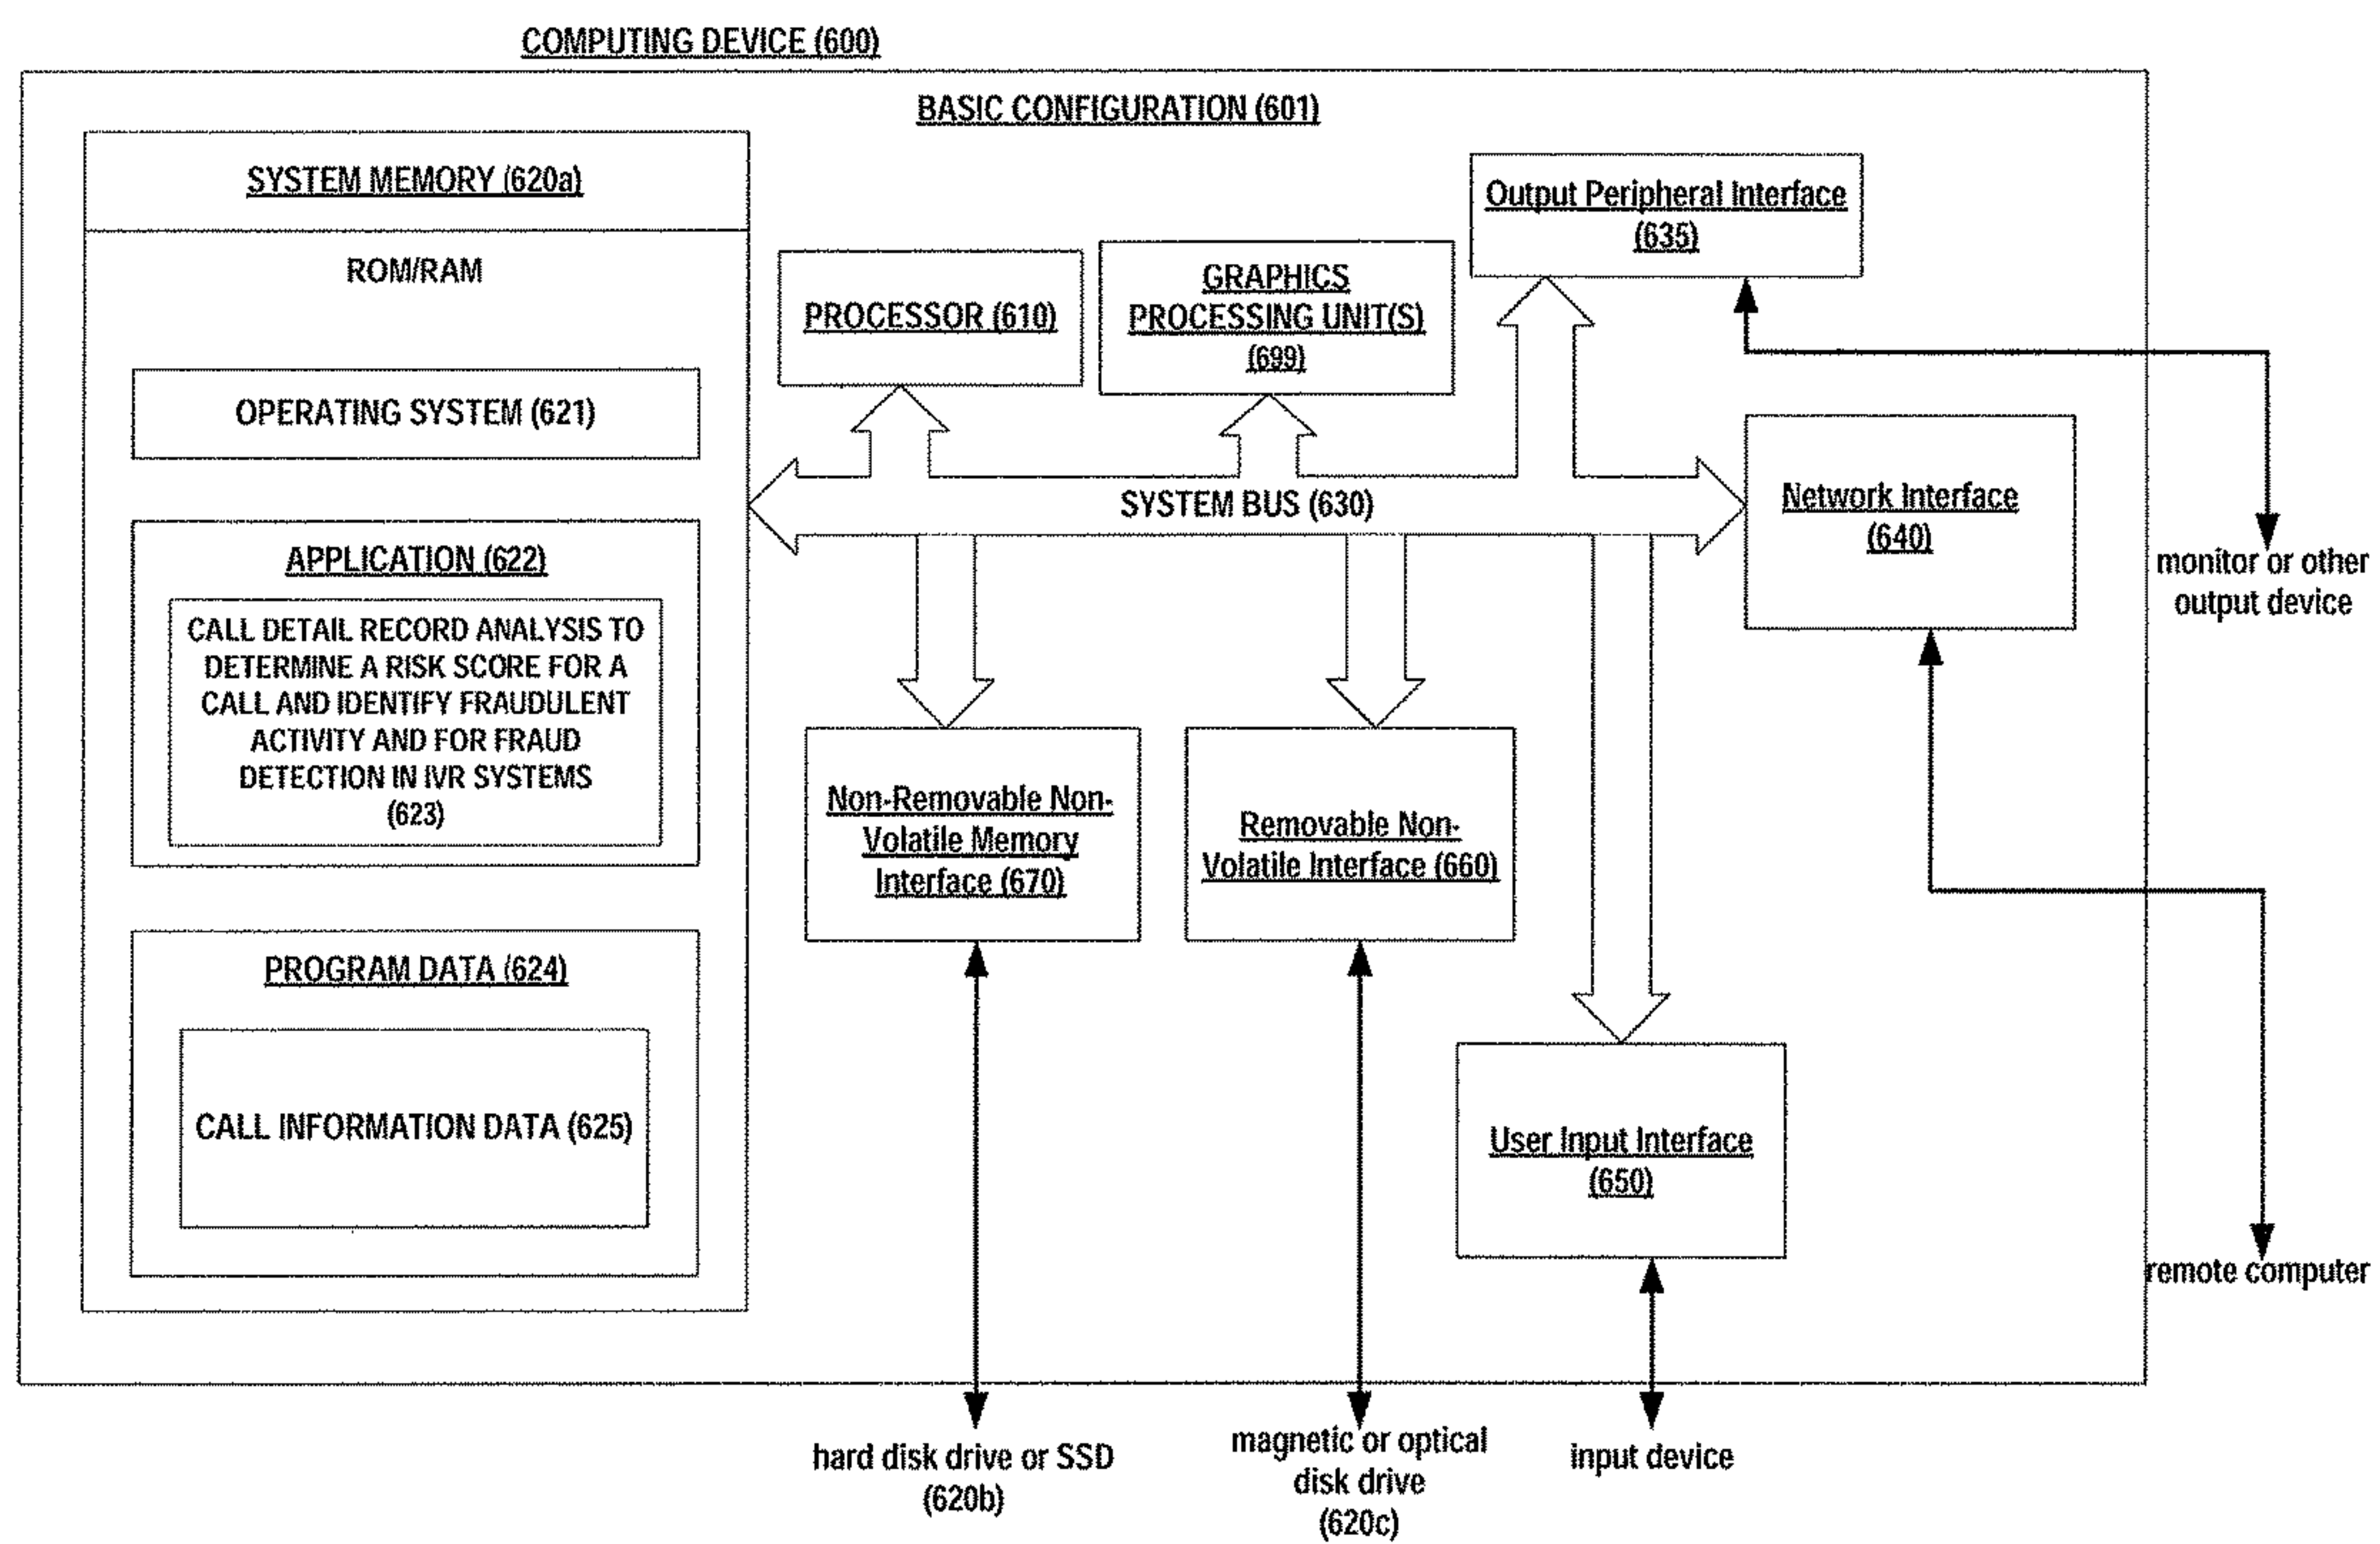 COMPUTING DEVICE (600)
BASIC CONFIGURATION (601)
SYSTEM MEMORY (620a)
ROM/RAM
OPERATING SYSTEM (621)
APPLICATION (622)
CALL DETAIL RECORD ANALYSIS TO
DETERMINE A RISK SCORE FOR A
CALL AND IDENTIFY FRAUDULENT
ACTIVITY AND FOR FRAUD
DETECTION IN IVR SYSTEMS
(623)
PROGRAM DATA (624)
CALL INFORMATION DATA (625)
PROCESSOR (610)
GRAPHICS
PROCESSING UNIT(S)
(699)
Output Peripheral Interface
(635)
SYSTEM BUS (630)
Network Interface
(640)
monitor or other
output device
Non-Removable Non-
Volatile Memory
Interface (670)
Removable Non-
Volatile Interface (660)
User Input Interface
(650)
remote computer
hard disk drive or SSD
(620b)
magnetic or optical
disk drive
(620c)
input device